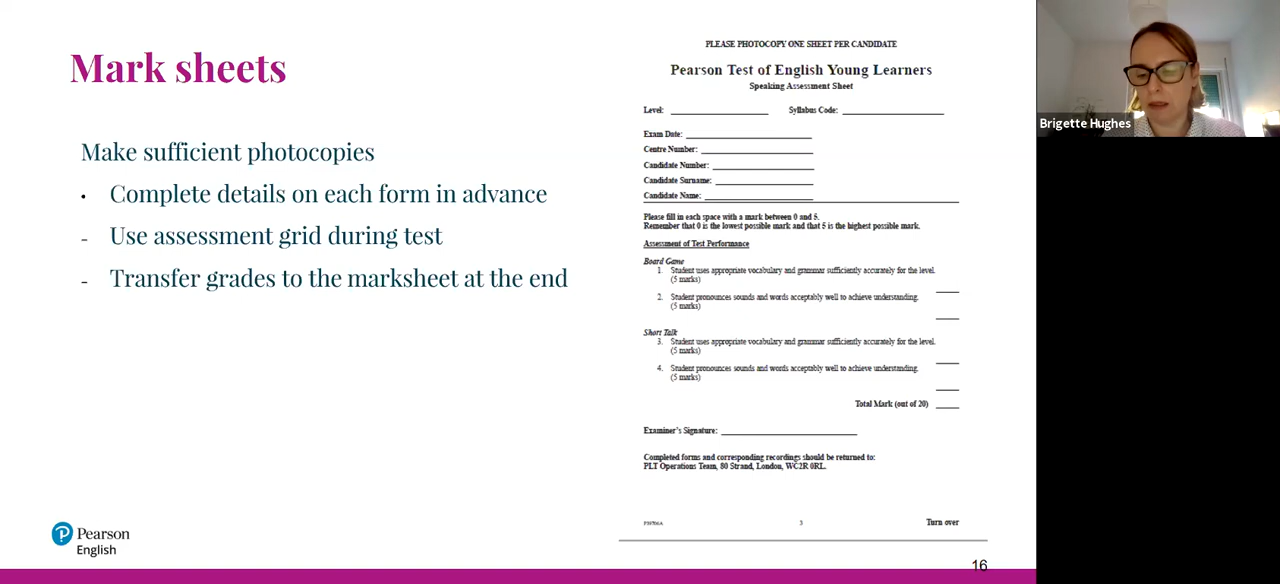 Mark sheets
Make sufficient photocopies
• Complete details on each form in advance
- Use assessment grid during test
- Transfer grades to the marksheet at the end
PLEASE PHOTOCOPY ONE SHEET PER CANDIDATE
Pearson Test of English Young Learners
Speaking Assessment Sheet
Level: Syllabus Code:
Exam Date:
Centre Number:
Candidate Number:
Candidate Surname:
Candidate Name:
Please fill in each space with a mark between 0 and 5.
Remember that 0 is the lowest possible mark and that 5 is the highest possible mark.
Assessment of Test Performance
Board Game
1. Student uses appropriate vocabulary and grammar sufficiently accurately for the level.
(5 marks)
2. Student pronounces sounds and words acceptably well to achieve understanding.
(5 marks)
Short Talk
3. Student uses appropriate vocabulary and grammar sufficiently accurately for the level.
(5 marks)
4. Student pronounces sounds and words acceptably well to achieve understanding.
(5 marks)
Total Mark (out of 20)
Examiner's Signature:
Completed forms and corresponding recordings should be returned to:
PLT Operations Team, 80 Strand, London, WC2R 0RL.
3
Turn over
Pearson
English
16
Brigette Hughes